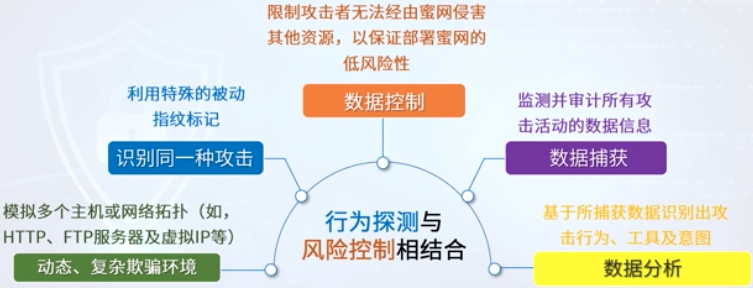 限制攻击者无法经由蜜网侵害
其他资源，以保证部署蜜网的
低风险性
数据控制
利用特殊的被动
指纹标记
识别同一种攻击
监测并审计所有攻
击活动的数据信息
数据捕获
模拟多个主机或网络拓扑（如，
HTTP、FTP服务器及虚拟IP等）
动态、复杂欺骗环境
行为探测与
风险控制相结合
基于所捕获数据识别出攻
击行为、工具及意图
数据分析